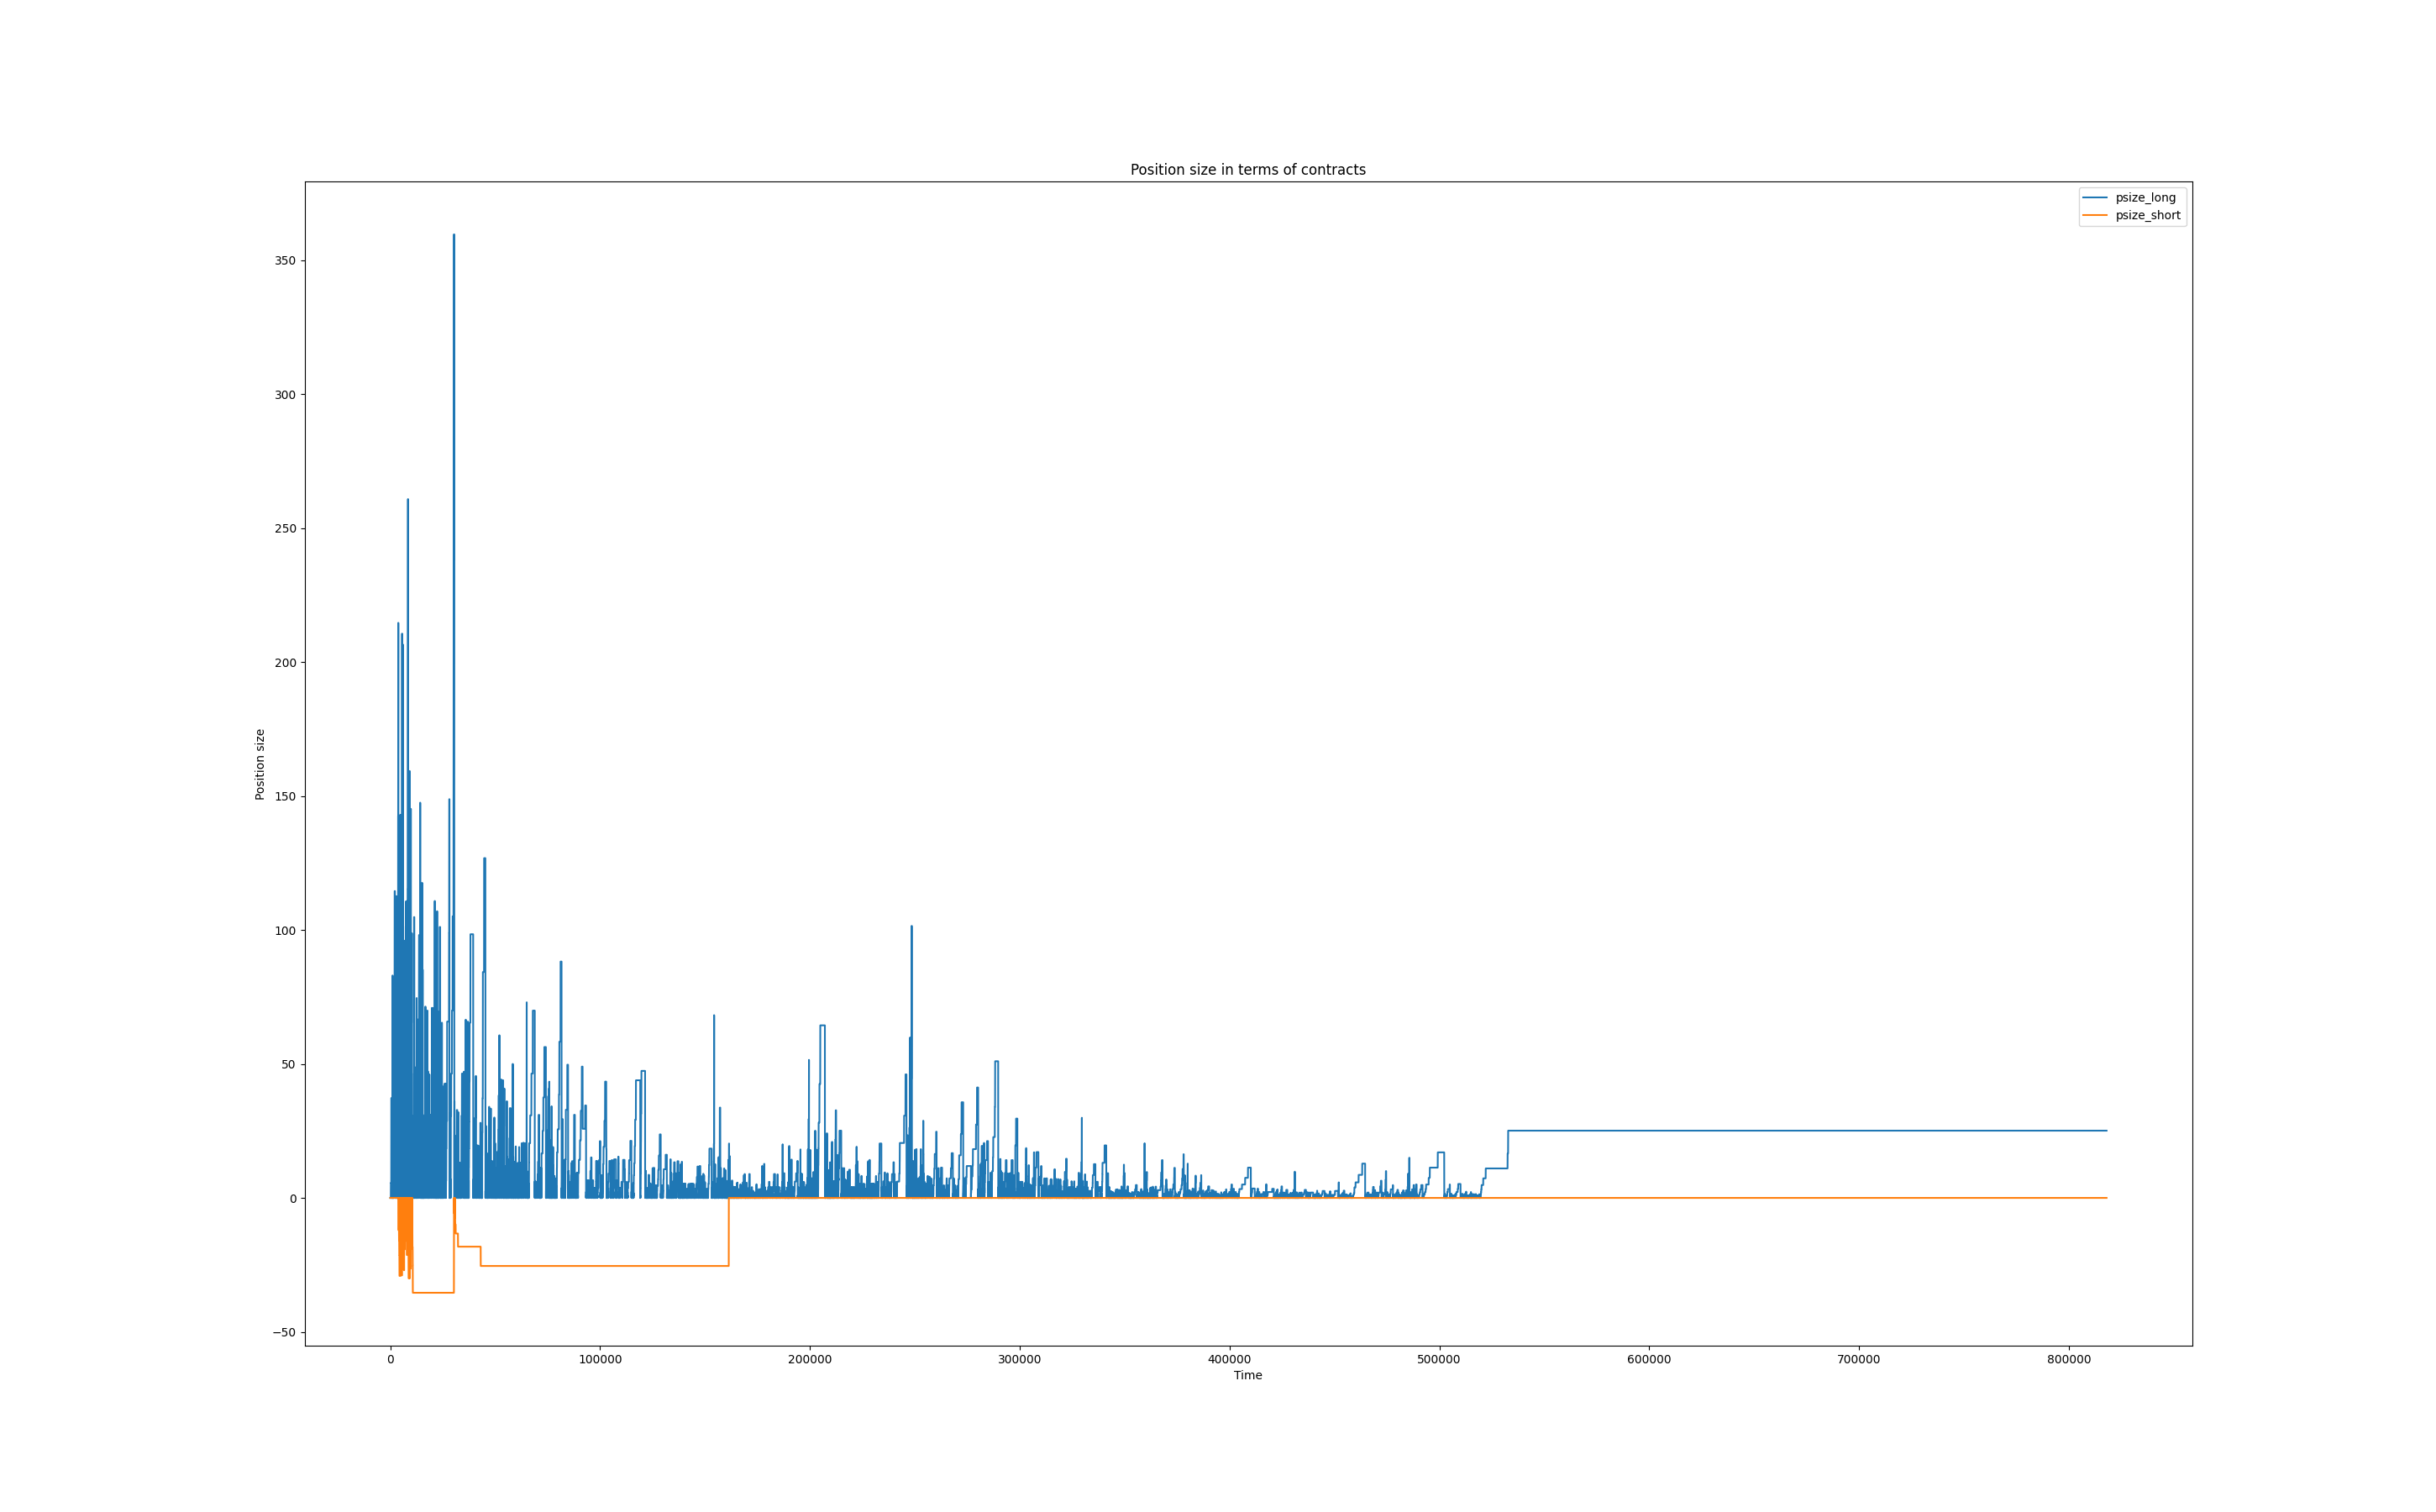 Position size in terms of contracts
psize_long
psize_short
Position size
350
300
250
200
150
100
50
0
−50
0 100000 200000 300000 400000 500000 600000 700000 800000
Time